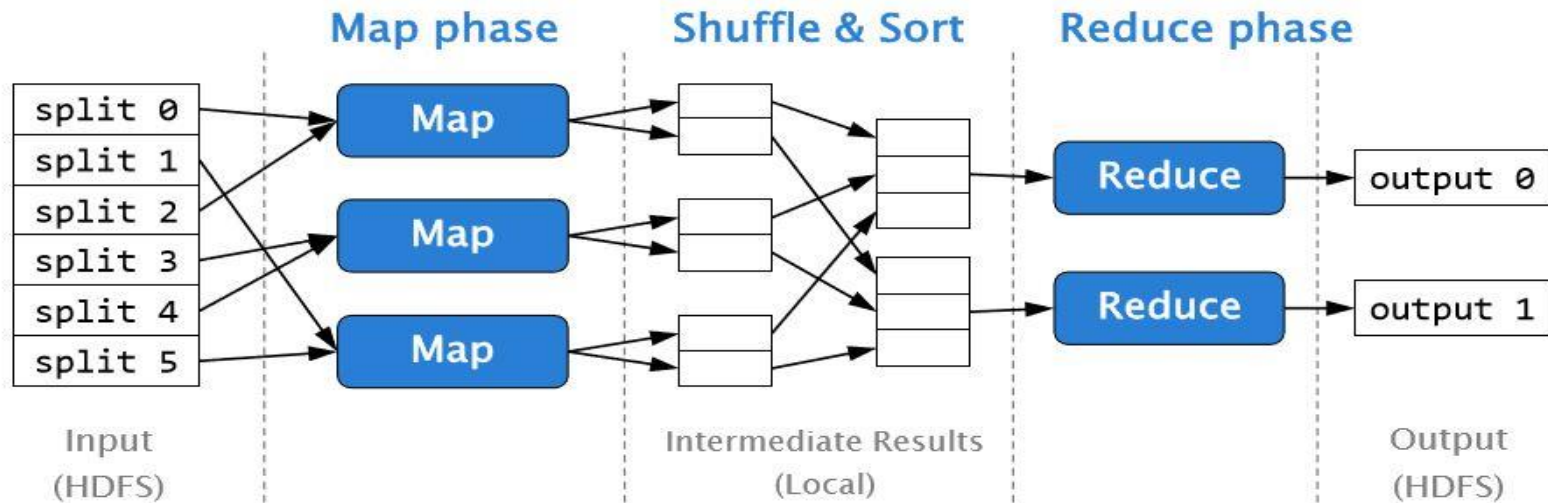 Map phase
Shuffle & Sort
Reduce phase
split 0
split 1
split 2
split 3
split 4
split 5
Map
Map
Map
Reduce
Reduce
output 0
output 1
Input
(HDFS)
Intermediate Results
(Local)
Output
(HDFS)